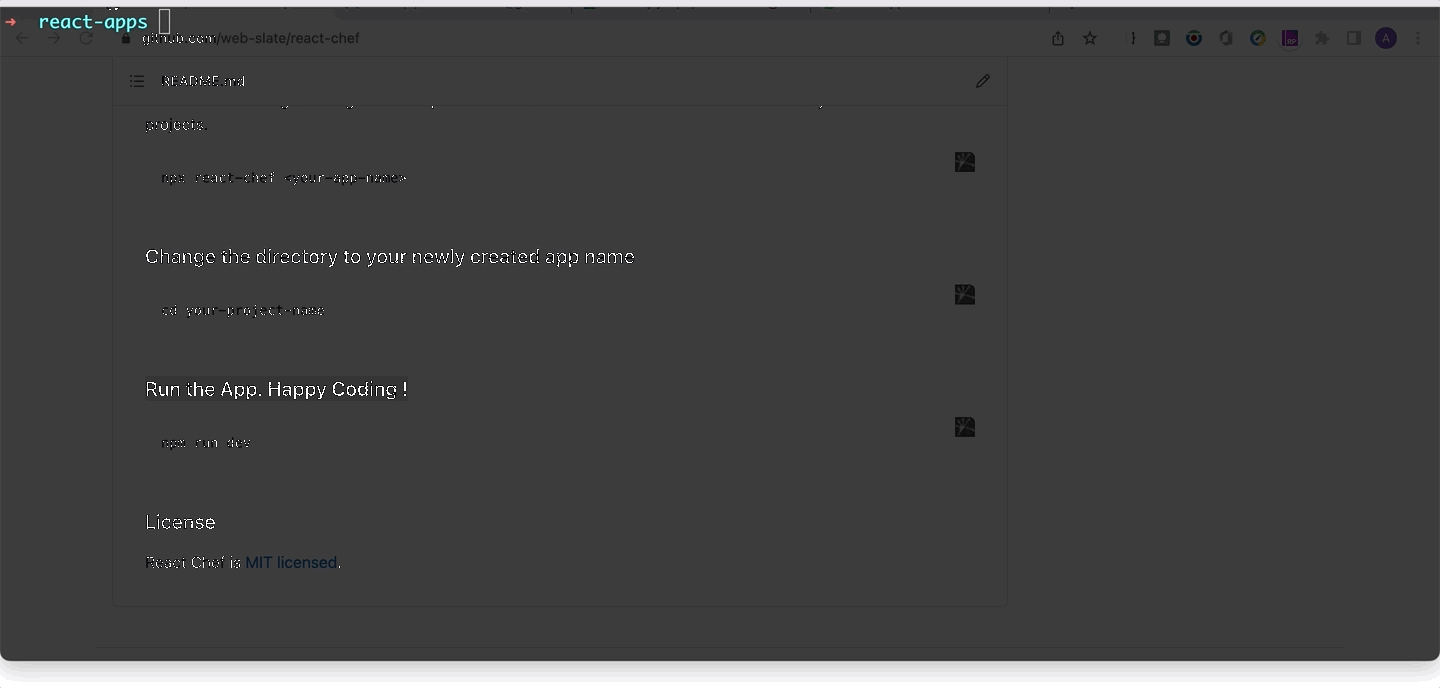 ➜ react-apps
github.com/web-slate/react-chef
A
README.md
projects.
npx react-chef <your-app-name>
Change the directory to your newly created app name
cd your-project-name
Run the App. Happy Coding !
npm run dev
License
React Chef is MIT licensed.